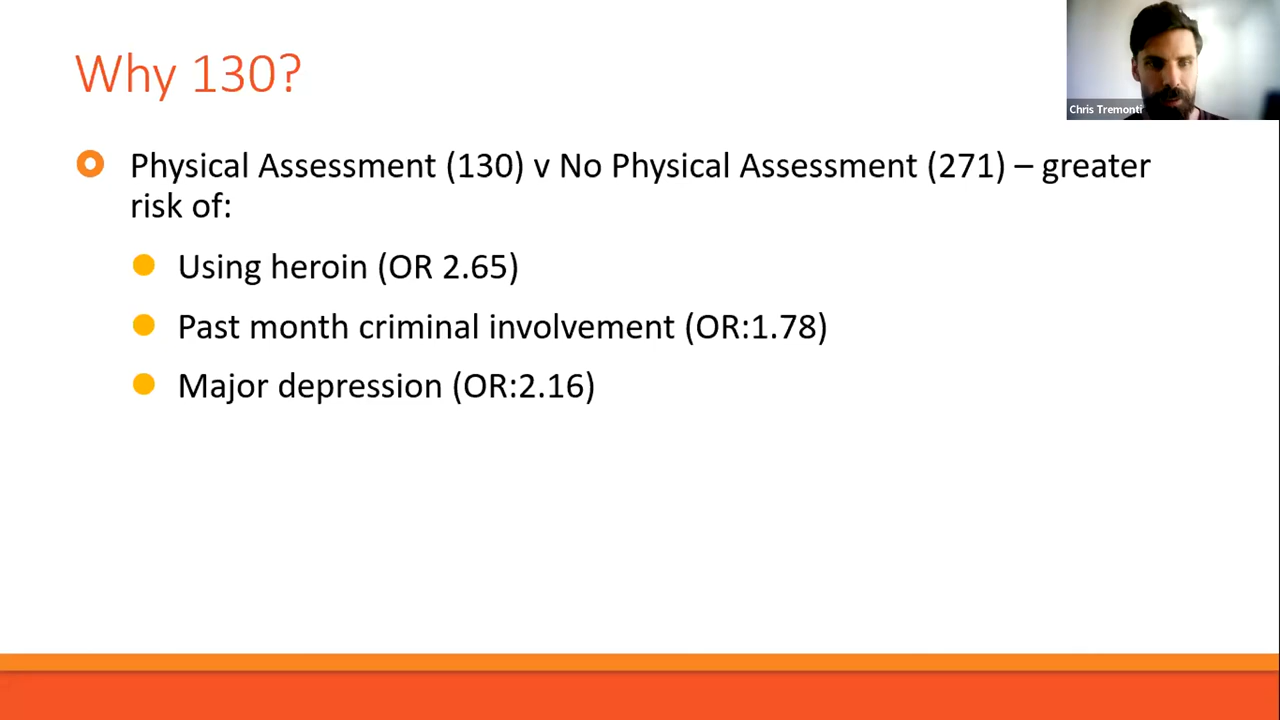 Why 130?
Chris Tremonti
Physical Assessment (130) v No Physical Assessment (271) – greater
risk of:
Using heroin (OR 2.65)
Past month criminal involvement (OR:1.78)
Major depression (OR:2.16)